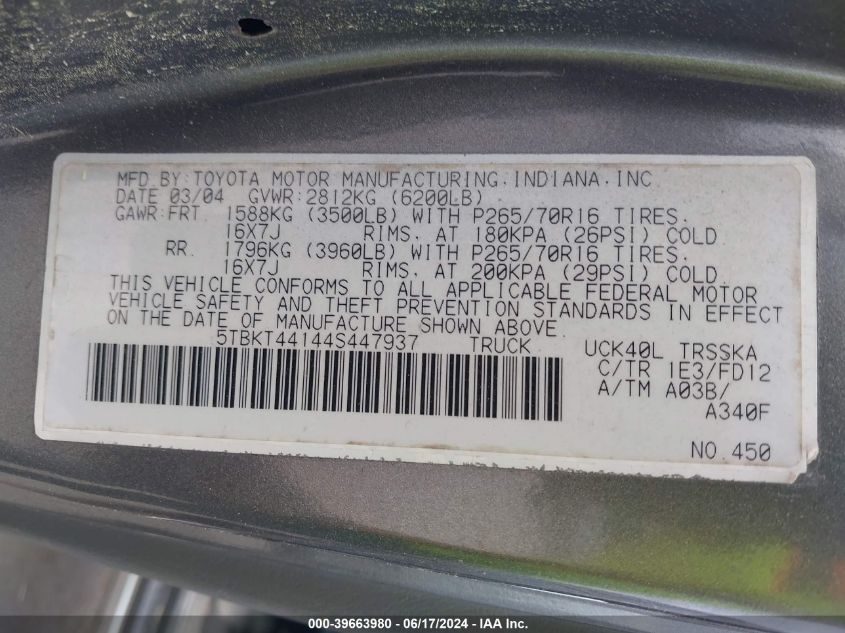 MFD.BY:TOYOTA MOTOR MANUFACTURING,INDIANA,INC
DATE 03/04 GVWR:2812KG (6200LB)
GAWR:FRT. 1588KG (3500LB) WITH P265/70R16 TIRES.
16X7J RIMS, AT 180KPA (26PSI) COLD
RR. 1796KG (3960LB) WITH P265/70R16 TIRES.
16X7J RIMS, AT 200KPA (29PSI) COLD
THIS VEHICLE CONFORMS TO ALL APPLICABLE FEDERAL MOTOR
VEHICLE SAFETY AND THEFT PREVENTION STANDARDS IN EFFECT
ON THE DATE OF MANUFACTURE SHOWN ABOVE.
5TBKT44144S447937 TRUCK UCK40L TRSSKA
C/TR 1E3/FD12
A/TM A03B/
A340F
NO.450
000-39663980 - 06/17/2024 - IAA Inc.